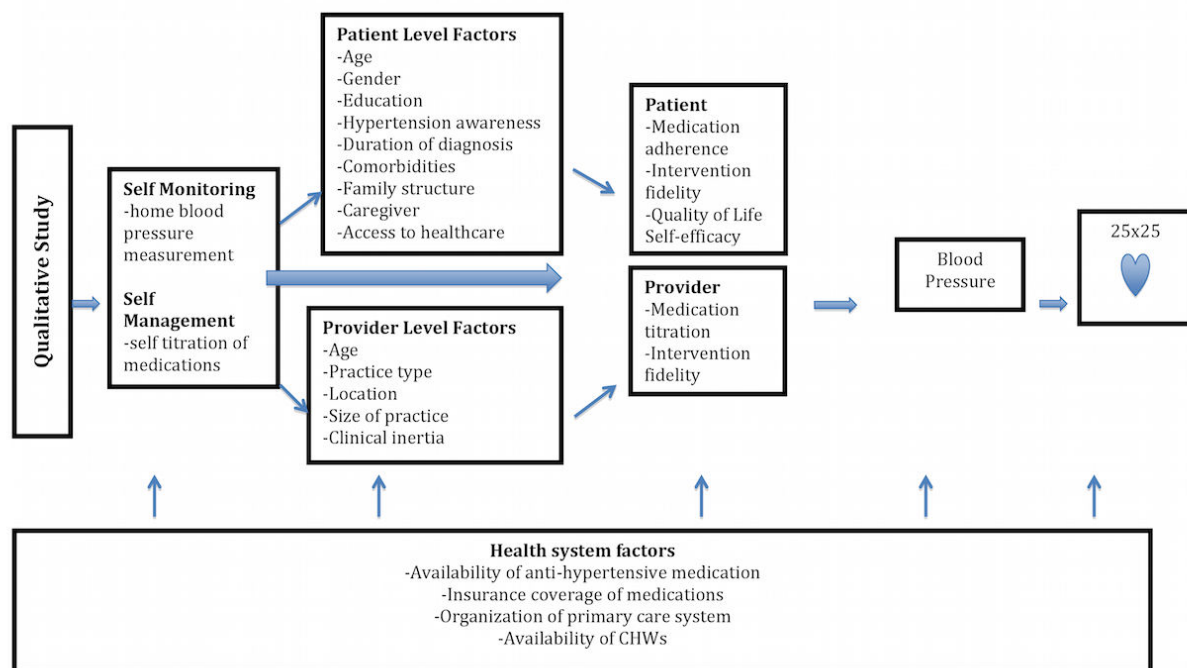 Qualitative Study
Self Monitoring
-home blood
pressure
measurement
Self
Management
-self titration of
medications
Patient Level Factors
-Age
-Gender
-Education
-Hypertension awareness
-Duration of diagnosis
-Comorbidities
-Family structure
-Caregiver
-Access to healthcare
Provider Level Factors
-Age
-Practice type
-Location
-Size of practice
-Clinical inertia
Patient
-Medication
adherence
-Intervention
fidelity
-Quality of Life
Self-efficacy
Provider
-Medication
titration
-Intervention
fidelity
Blood
Pressure
25x25
Health system factors
-Availability of anti-hypertensive medication
-Insurance coverage of medications
-Organization of primary care system
-Availability of CHWs